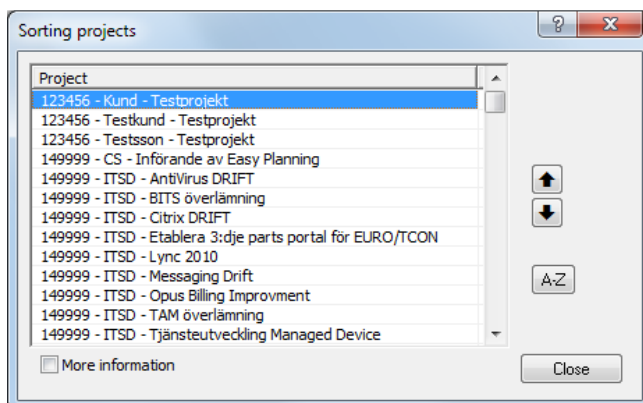 Sorting projects
?
Project
123456 - Kund - Testprojekt
123456 - Testkund - Testprojekt
123456 - Testsson - Testprojekt
149999 - CS - Införande av Easy Planning
149999 - ITSD - AntiVirus DRIFT
149999 - ITSD - BITS överlämning
149999 - ITSD - Citrix DRIFT
149999 - ITSD - Etablera 3:dje parts portal för EURO/TCON
149999 - ITSD - Lync 2010
149999 - ITSD - Messaging Drift
149999 - ITSD - Opus Billing Improvment
149999 - ITSD - TAM överlämning
149999 - ITSD - Tjänsteutveckling Managed Device
A-Z
More information
Close